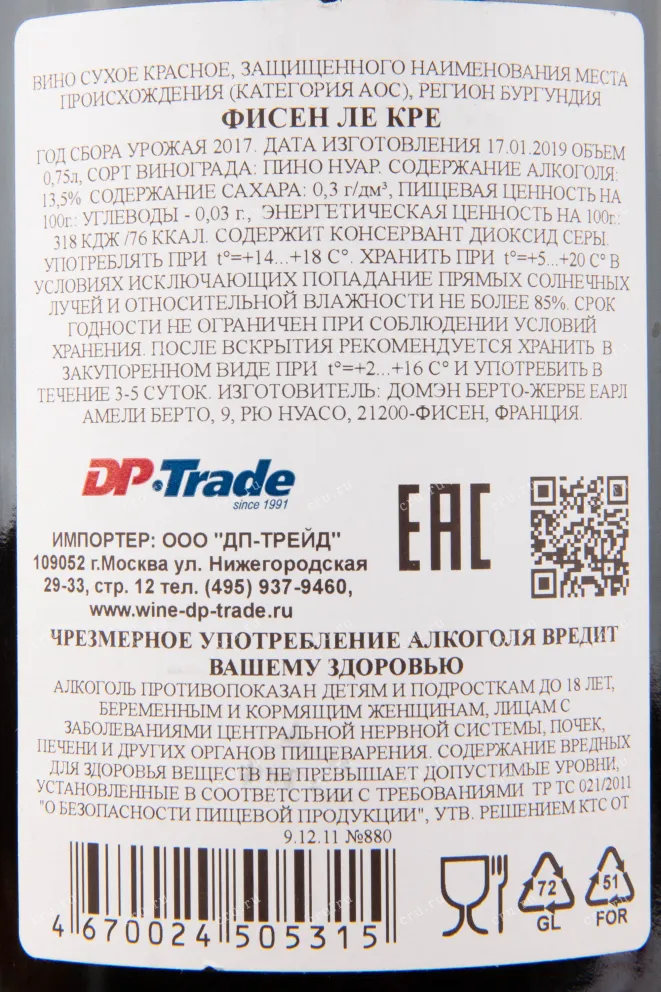 ВИНО СУХОЕ КРАСНОЕ, ЗАЩИЩЕННОГО НАИМЕНОВАНИЯ МЕСТА
ПРОИСХОЖДЕНИЯ (КАТЕГОРИЯ АОС), РЕГИОН БУРГУНДИЯ
ФИСЕН ЛЕ КРЕ
ГОД СБОРА УРОЖАЯ 2017. ДАТА ИЗГОТОВЛЕНИЯ 17.01.2019 ОБЪЕМ
0,75л, СОРТ ВИНОГРАДА: ПИНО НУАР. СОДЕРЖАНИЕ АЛКОГОЛЯ:
13,5% СОДЕРЖАНИЕ САХАРА: 0,3 г/дм³, ПИЩЕВАЯ ЦЕННОСТЬ НА
100г.: УГЛЕВОДЫ - 0,03 г., ЭНЕРГЕТИЧЕСКАЯ ЦЕННОСТЬ НА 100г.:
318 КДЖ /76 ККАЛ. СОДЕРЖИТ КОНСЕРВАНТ ДИОКСИД СЕРЫ.
УПОТРЕБЛЯТЬ ПРИ t°=+14...+18 С°. ХРАНИТЬ ПРИ t°=+5...+20 С° В
УСЛОВИЯХ ИСКЛЮЧАЮЩИХ ПОПАДАНИЕ ПРЯМЫХ СОЛНЕЧНЫХ
ЛУЧЕЙ И ОТНОСИТЕЛЬНОЙ ВЛАЖНОСТИ НЕ БОЛЕЕ 85%. СРОК
ГОДНОСТИ НЕ ОГРАНИЧЕН ПРИ СОБЛЮДЕНИИ УСЛОВИЙ
ХРАНЕНИЯ. ПОСЛЕ ВСКРЫТИЯ РЕКОМЕНДУЕТСЯ ХРАНИТЬ В
ЗАКУПОРЕННОМ ВИДЕ ПРИ t°=+2...+16 С° И УПОТРЕБИТЬ В
ТЕЧЕНИЕ 3-5 СУТОК. ИЗГОТОВИТЕЛЬ: ДОМЭН БЕРТО-ЖЕРБЕ ЕАРЛ
АМЕЛИ БЕРТО, 9, РЮ НУАСО, 21200-ФИСЕН, ФРАНЦИЯ.
DP·Trade
since 1991
EAC
ИМПОРТЕР: ООО "ДП-ТРЕЙД"
109052 г.Москва ул. Нижегородская
29-33, стр. 12 тел. (495) 937-9460,
www.wine-dp-trade.ru
ЧРЕЗМЕРНОЕ УПОТРЕБЛЕНИЕ АЛКОГОЛЯ ВРЕДИТ
ВАШЕМУ ЗДОРОВЬЮ
АЛКОГОЛЬ ПРОТИВОПОКАЗАН ДЕТЯМ И ПОДРОСТКАМ ДО 18 ЛЕТ,
БЕРЕМЕННЫМ И КОРМЯЩИМ ЖЕНЩИНАМ, ЛИЦАМ С
ЗАБОЛЕВАНИЯМИ ЦЕНТРАЛЬНОЙ НЕРВНОЙ СИСТЕМЫ, ПОЧЕК,
ПЕЧЕНИ И ДРУГИХ ОРГАНОВ ПИЩЕВАРЕНИЯ. СОДЕРЖАНИЕ ВРЕДНЫХ
ДЛЯ ЗДОРОВЬЯ ВЕЩЕСТВ НЕ ПРЕВЫШАЕТ ДОПУСТИМЫЕ УРОВНИ,
УСТАНОВЛЕННЫЕ В СООТВЕТСТВИИ С ТРЕБОВАНИЯМИ ТР ТС 021/2011
"О БЕЗОПАСНОСТИ ПИЩЕВОЙ ПРОДУКЦИИ", УТВ. РЕШЕНИЕМ КТС ОТ
9.12.11 №880
4 670024 505315
72
GL
51
FOR